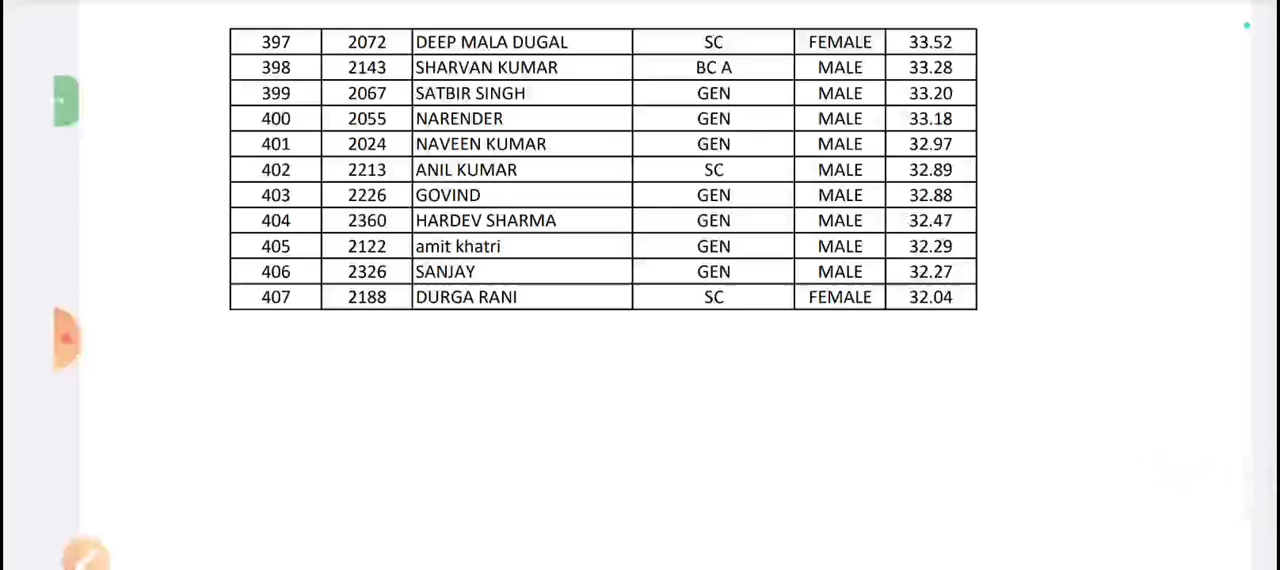 397 2072 DEEP MALA DUGAL SC FEMALE 33.52
398 2143 SHARVAN KUMAR BC A MALE 33.28
399 2067 SATBIR SINGH GEN MALE 33.20
400 2055 NARENDER GEN MALE 33.18
401 2024 NAVEEN KUMAR GEN MALE 32.97
402 2213 ANIL KUMAR SC MALE 32.89
403 2226 GOVIND GEN MALE 32.88
404 2360 HARDEV SHARMA GEN MALE 32.47
405 2122 amit khatri GEN MALE 32.29
406 2326 SANJAY GEN MALE 32.27
407 2188 DURGA RANI SC FEMALE 32.04